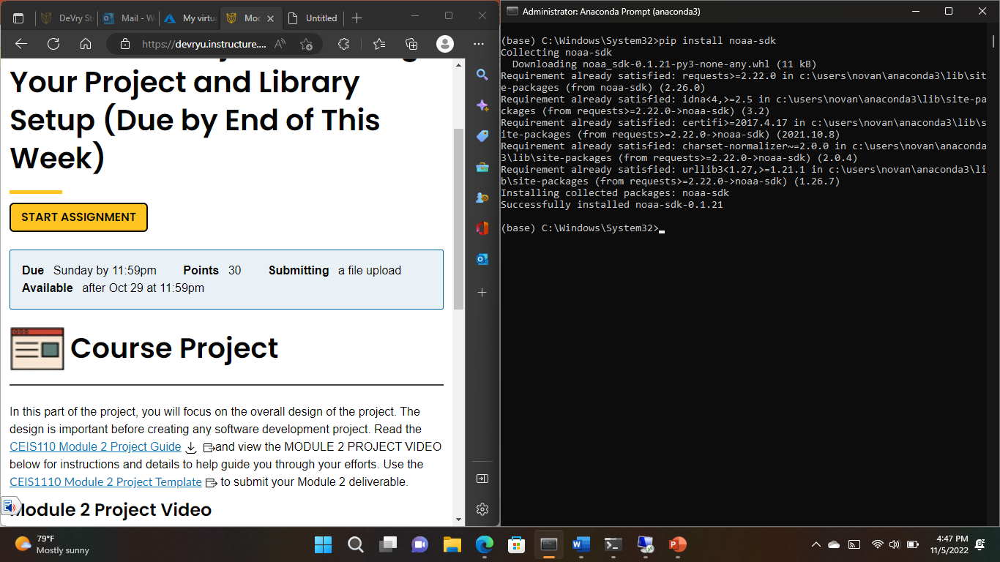 DeVry St
Mail - W
My virtu
Mod
Untitled
https://devryu.instructure....
Your Project and Library
Setup (Due by End of This
Week)
START ASSIGNMENT
Due Sunday by 11:59pm Points 30 Submitting a file upload
Available after Oct 29 at 11:59pm
Course Project
In this part of the project, you will focus on the overall design of the project. The
design is important before creating any software development project. Read the
CEIS110 Module 2 Project Guide and view the MODULE 2 PROJECT VIDEO
below for instructions and details to help guide you through your efforts. Use the
CEIS1110 Module 2 Project Template to submit your Module 2 deliverable.
Module 2 Project Video
Administrator: Anaconda Prompt (anaconda3)
(base) C:\Windows\System32>pip install noaa-sdk
Collecting noaa-sdk
Downloading noaa_sdk-0.1.21-py3-none-any.whl (11 kB)
Requirement already satisfied: requests>=2.22.0 in c:\users\novan\anaconda3\lib\sit
e-packages (from noaa-sdk) (2.26.0)
Requirement already satisfied: idna<4,>=2.5 in c:\users\novan\anaconda3\lib\site-pa
ckages (from requests>=2.22.0->noaa-sdk) (3.2)
Requirement already satisfied: certifi>=2017.4.17 in c:\users\novan\anaconda3\lib\s
ite-packages (from requests>=2.22.0->noaa-sdk) (2021.10.8)
Requirement already satisfied: charset-normalizer~=2.0.0 in c:\users\novan\anaconda
3\lib\site-packages (from requests>=2.22.0->noaa-sdk) (2.0.4)
Requirement already satisfied: urllib3<1.27,>=1.21.1 in c:\users\novan\anaconda3\li
b\site-packages (from requests>=2.22.0->noaa-sdk) (1.26.7)
Installing collected packages: noaa-sdk
Successfully installed noaa-sdk-0.1.21
(base) C:\Windows\System32>
79°F
Mostly sunny
4:47 PM
11/5/2022